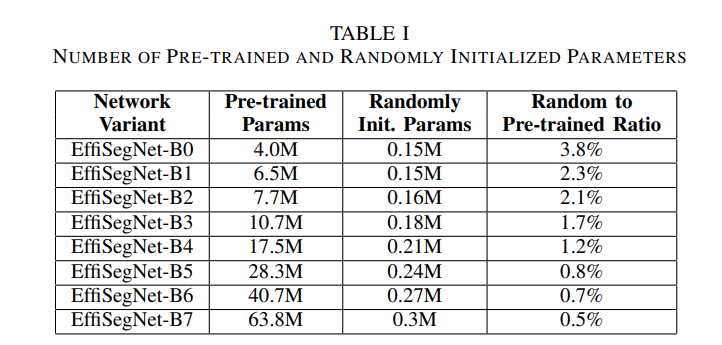 TABLE I
NUMBER OF PRE-TRAINED AND RANDOMLY INITIALIZED PARAMETERS
Network Variant | Pre-trained Params | Randomly Init. Params | Random to Pre-trained Ratio
EffiSegNet-B0 | 4.0M | 0.15M | 3.8%
EffiSegNet-B1 | 6.5M | 0.15M | 2.3%
EffiSegNet-B2 | 7.7M | 0.16M | 2.1%
EffiSegNet-B3 | 10.7M | 0.18M | 1.7%
EffiSegNet-B4 | 17.5M | 0.21M | 1.2%
EffiSegNet-B5 | 28.3M | 0.24M | 0.8%
EffiSegNet-B6 | 40.7M | 0.27M | 0.7%
EffiSegNet-B7 | 63.8M | 0.3M | 0.5%